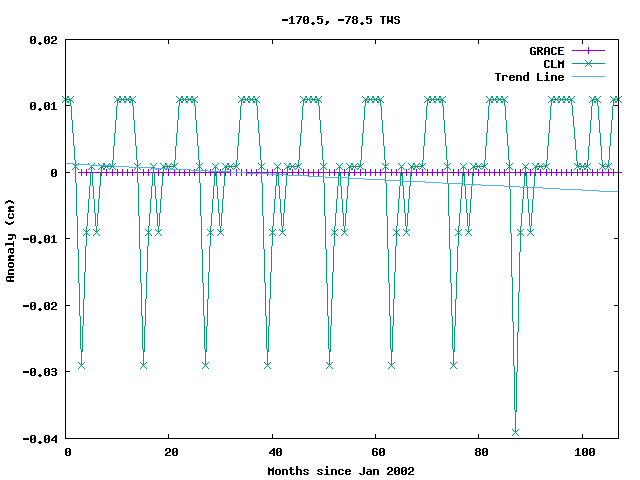 -170.5, -78.5 TWS
GRACE
CLM
Trend Line
0.02
0.01
0
-0.01
-0.02
-0.03
-0.04
Anomaly (cm)
0 20 40 60 80 100
Months since Jan 2002